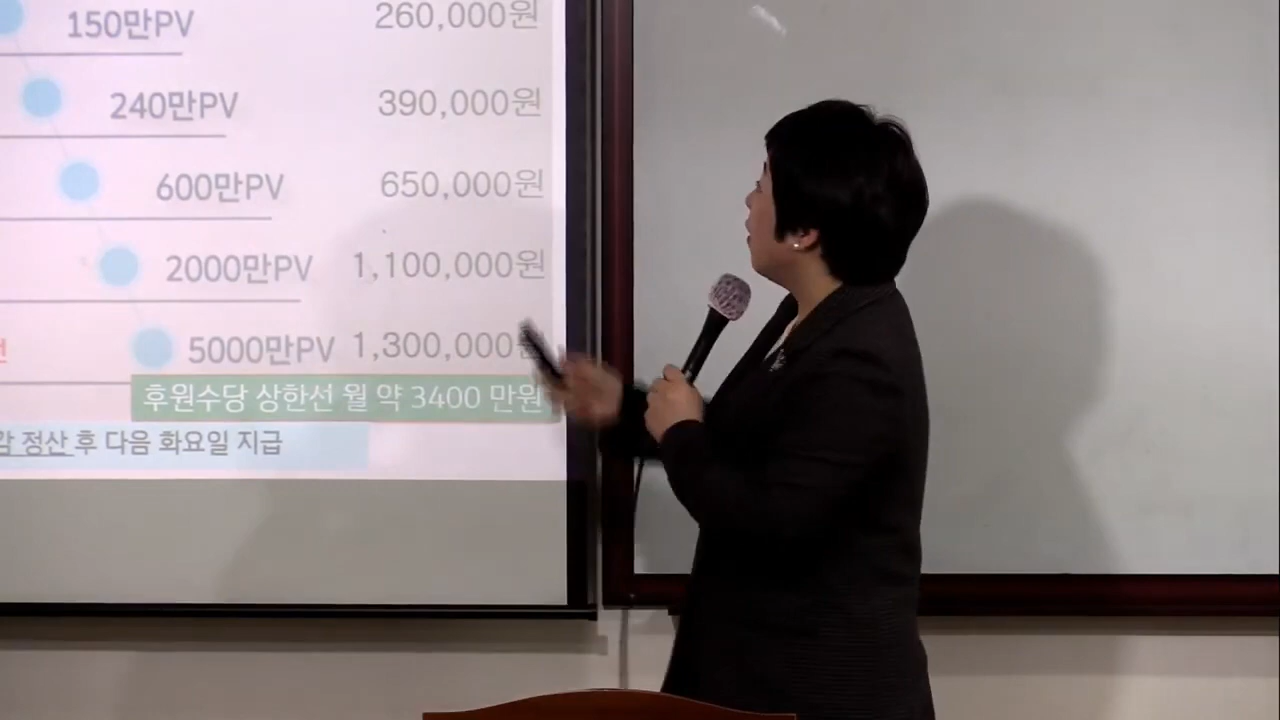 150만PV 260,000원
240만PV 390,000원
600만PV 650,000원
2000만PV 1,100,000원
5000만PV 1,300,000원
후원수당 상한선 월 약 3400 만원
정산 후 다음 화요일 지급